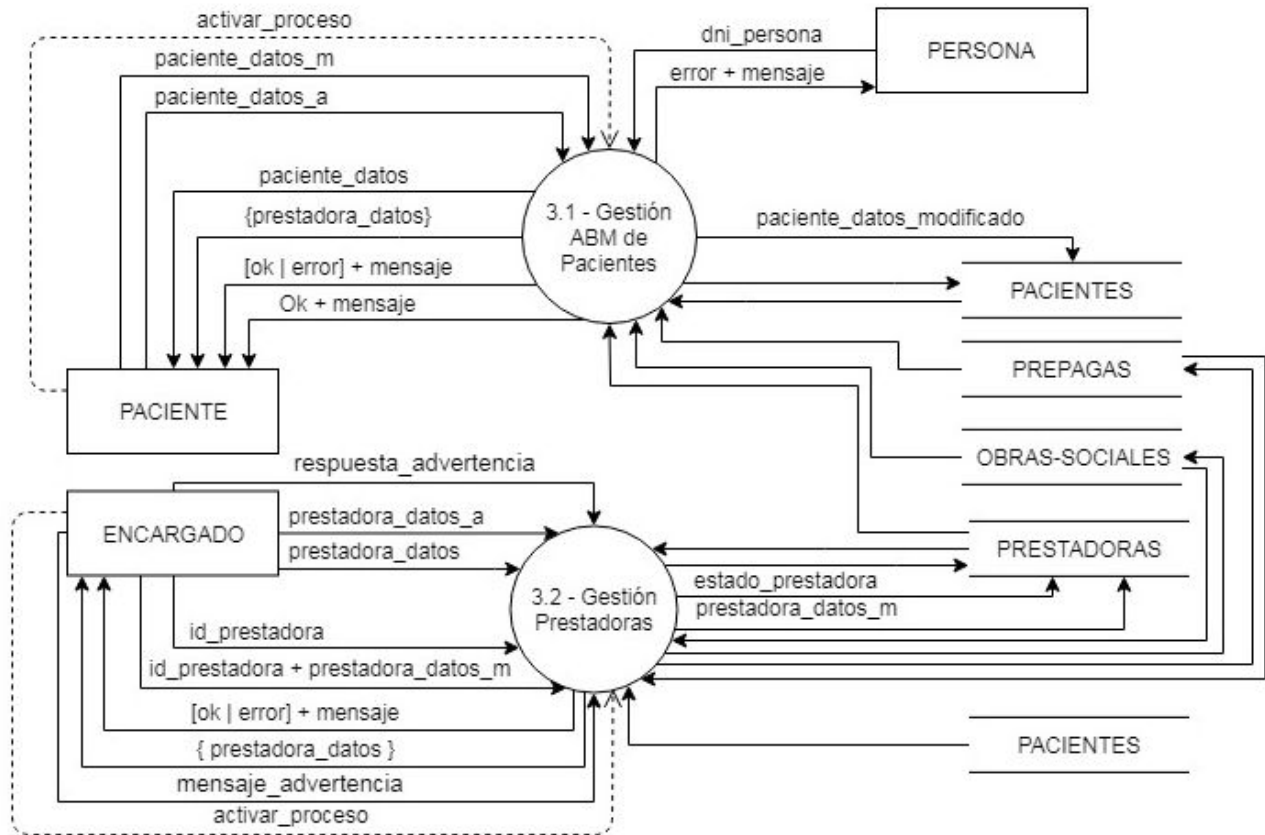 activar_proceso
paciente_datos_m
paciente_datos_a
dni_persona
error + mensaje
PERSONA
paciente_datos
{prestadora_datos}
[ok | error] + mensaje
Ok + mensaje
3.1 - Gestión
ABM de
Pacientes
paciente_datos_modificado
PACIENTES
PREPAGAS
OBRAS-SOCIALES
PRESTADORAS
PACIENTE
respuesta_advertencia
ENCARGADO
prestadora_datos_a
prestadora_datos
3.2 - Gestión
Prestadoras
estado_prestadora
prestadora_datos_m
id_prestadora
id_prestadora + prestadora_datos_m
[ok | error] + mensaje
{ prestadora_datos }
mensaje_advertencia
activar_proceso
PACIENTES